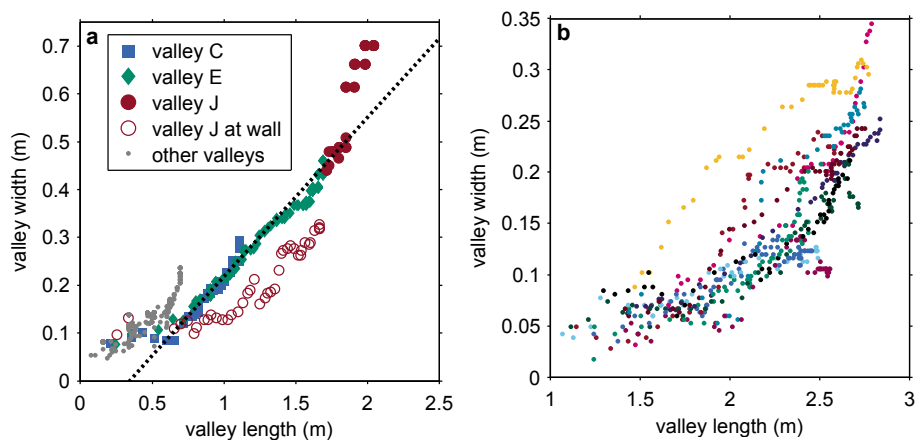 a
valley C
valley E
valley J
valley J at wall
other valleys
valley width (m)
0.7
0.6
0.5
0.4
0.3
0.2
0.1
0
0 0.5 1 1.5 2 2.5
valley length (m)
b
valley width (m)
0.35
0.3
0.25
0.2
0.15
0.1
0.05
0
1 1.5 2 2.5 3
valley length (m)